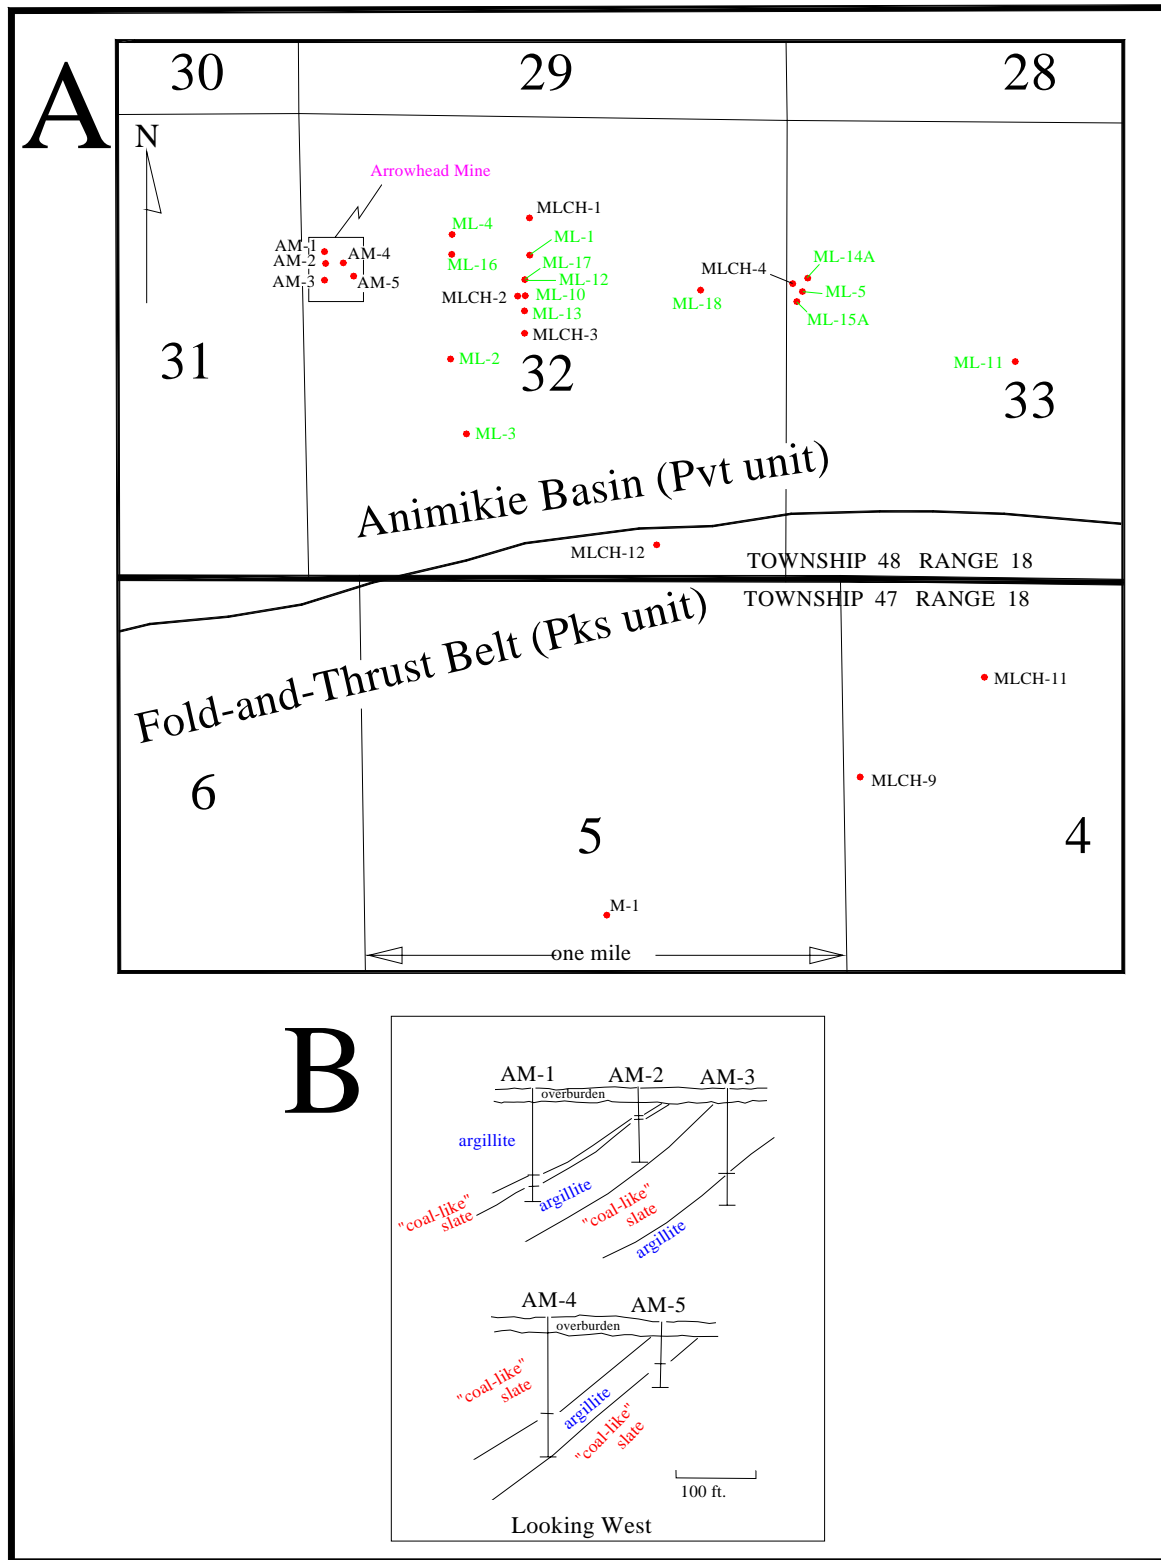 A
30 29 28
N
Arrowhead Mine
MLCH-1
ML-4
AM-1
ML-1
AM-4
AM-2
ML-16
ML-17
MLCH-4
ML-14A
AM-3
AM-5
ML-12
MLCH-2
ML-10
ML-18
ML-5
ML-13
ML-15A
MLCH-3
31
ML-2
32
ML-11
33
ML-3
Animikie Basin (Pvt unit)
MLCH-12
TOWNSHIP 48 RANGE 18
TOWNSHIP 47 RANGE 18
Fold-and-Thrust Belt (Pks unit)
MLCH-11
6
MLCH-9
5
4
M-1
one mile
B
AM-1 AM-2 AM-3
overburden
argillite
"coal-like"
slate
argillite
"coal-like"
slate
argillite
AM-4 AM-5
overburden
"coal-like"
slate
argillite
"coal-like"
slate
100 ft.
Looking West